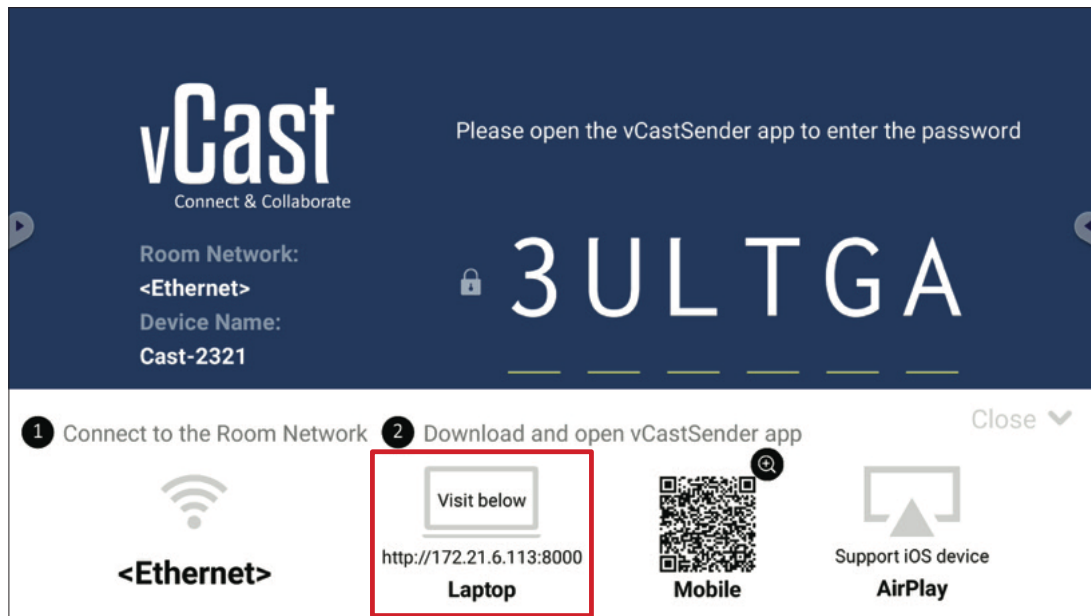 vCast
Connect & Collaborate
Please open the vCastSender app to enter the password
Room Network:
<Ethernet>
Device Name:
Cast-2321
3ULTGA
1 Connect to the Room Network
2 Download and open vCastSender app
Close
<Ethernet>
Visit below
http://172.21.6.113:8000
Laptop
Mobile
Support iOS device
AirPlay